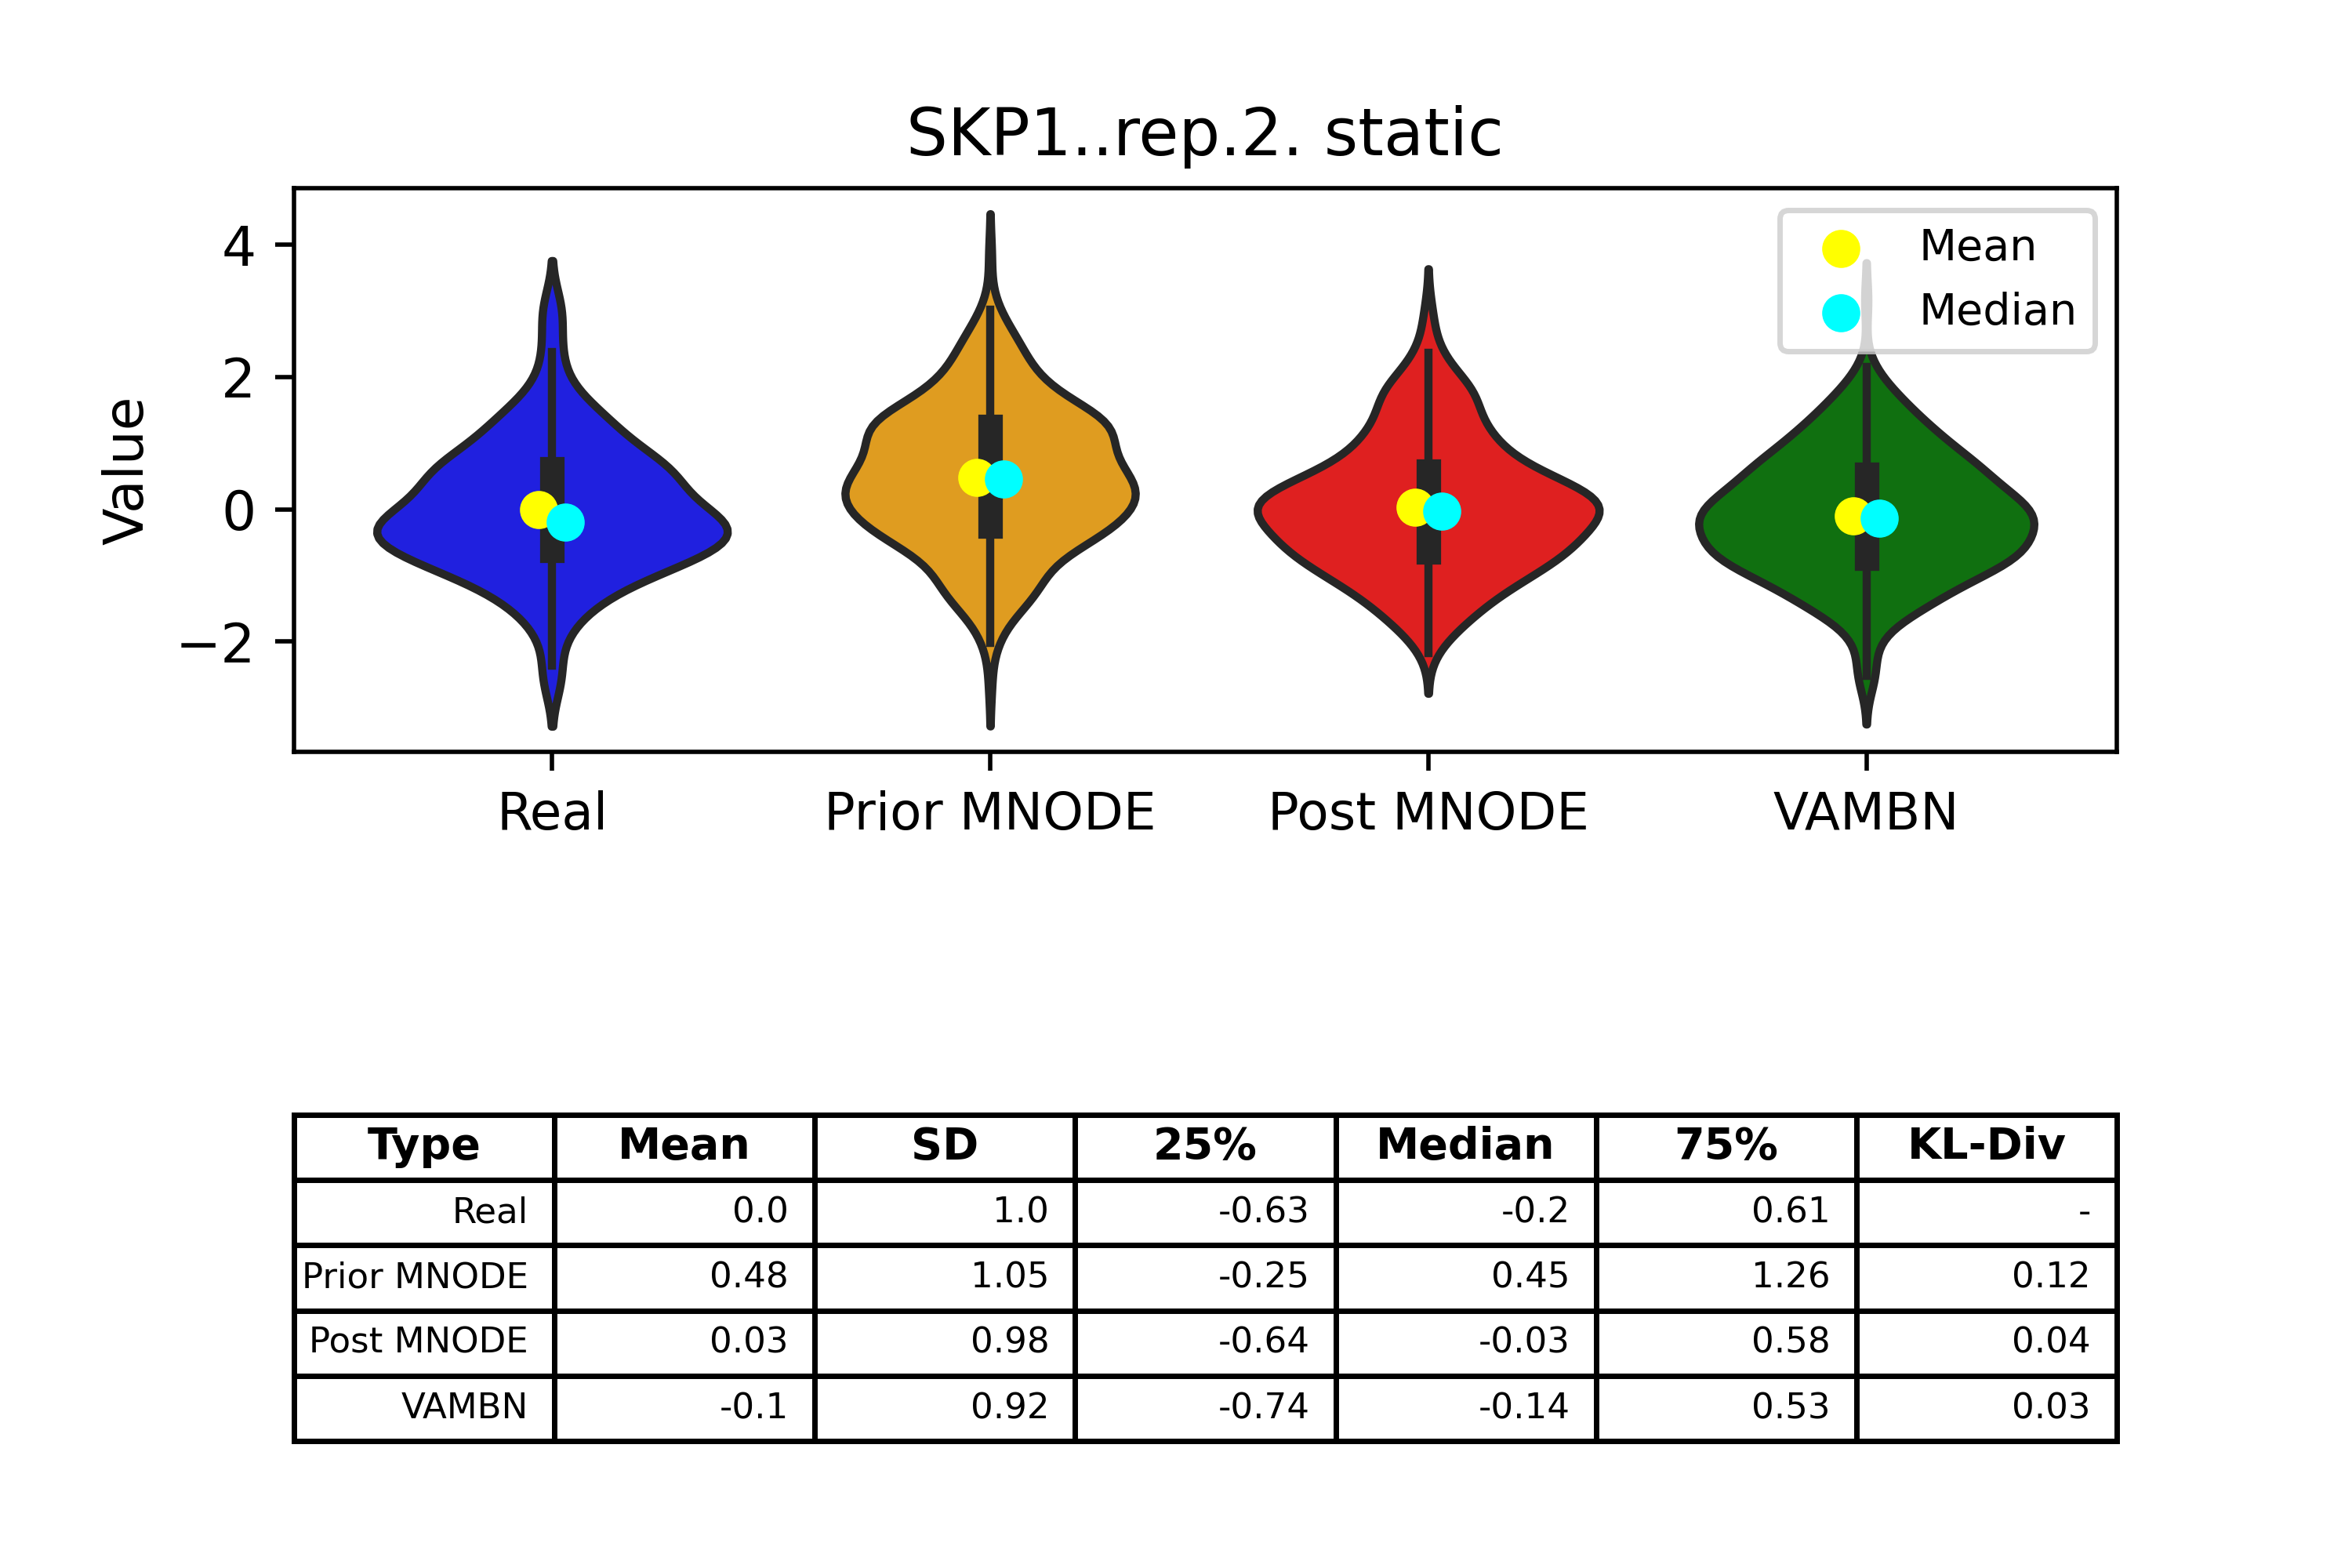 SKP1..rep.2. static
Value
4
2
0
−2
Mean
Median
Real Prior MNODE Post MNODE VAMBN
Type Mean SD 25% Median 75% KL-Div
Real 0.0 1.0 -0.63 -0.2 0.61 -
Prior MNODE 0.48 1.05 -0.25 0.45 1.26 0.12
Post MNODE 0.03 0.98 -0.64 -0.03 0.58 0.04
VAMBN -0.1 0.92 -0.74 -0.14 0.53 0.03